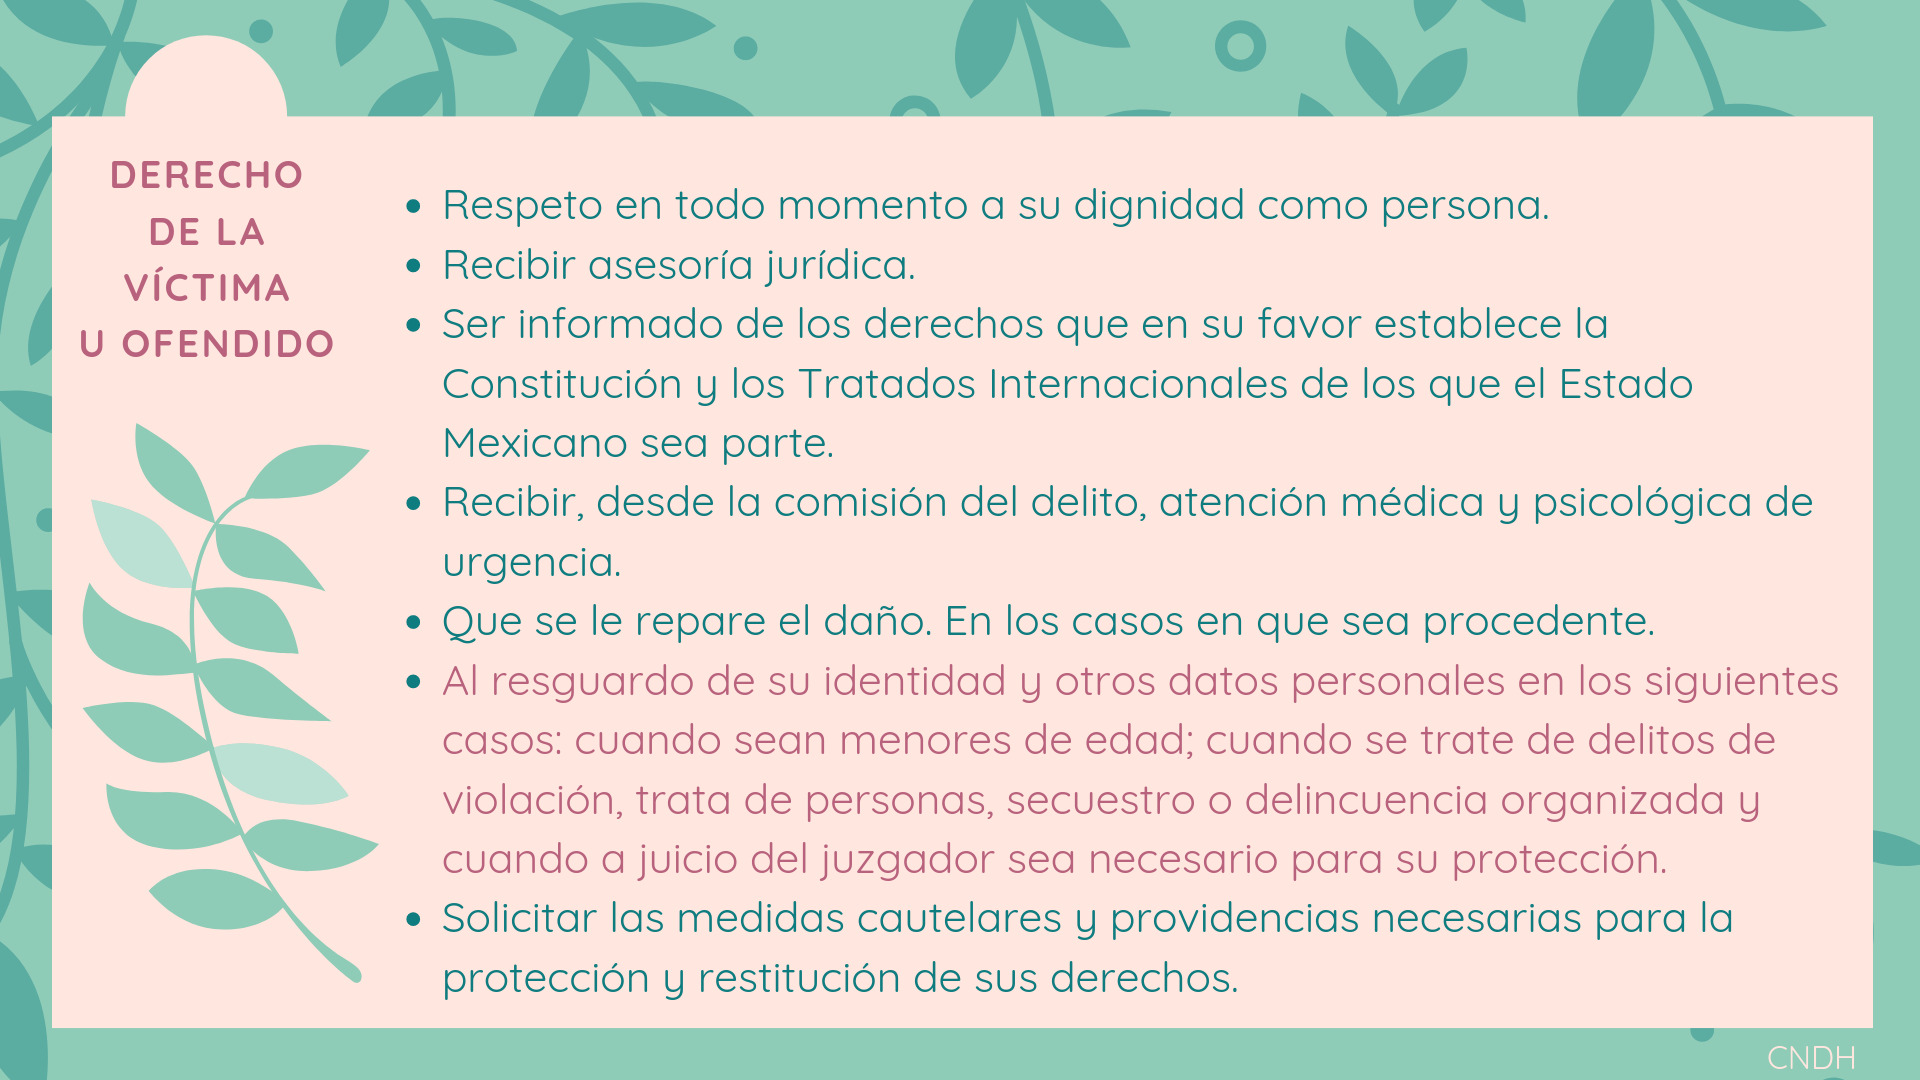 DERECHO
DE LA
VÍCTIMA
U OFENDIDO
• Respeto en todo momento a su dignidad como persona.
• Recibir asesoría jurídica.
• Ser informado de los derechos que en su favor establece la
Constitución y los Tratados Internacionales de los que el Estado
Mexicano sea parte.
• Recibir, desde la comisión del delito, atención médica y psicológica de
urgencia.
• Que se le repare el daño. En los casos en que sea procedente.
• Al resguardo de su identidad y otros datos personales en los siguientes
casos: cuando sean menores de edad; cuando se trate de delitos de
violación, trata de personas, secuestro o delincuencia organizada y
cuando a juicio del juzgador sea necesario para su protección.
• Solicitar las medidas cautelares y providencias necesarias para la
protección y restitución de sus derechos.
CNDH